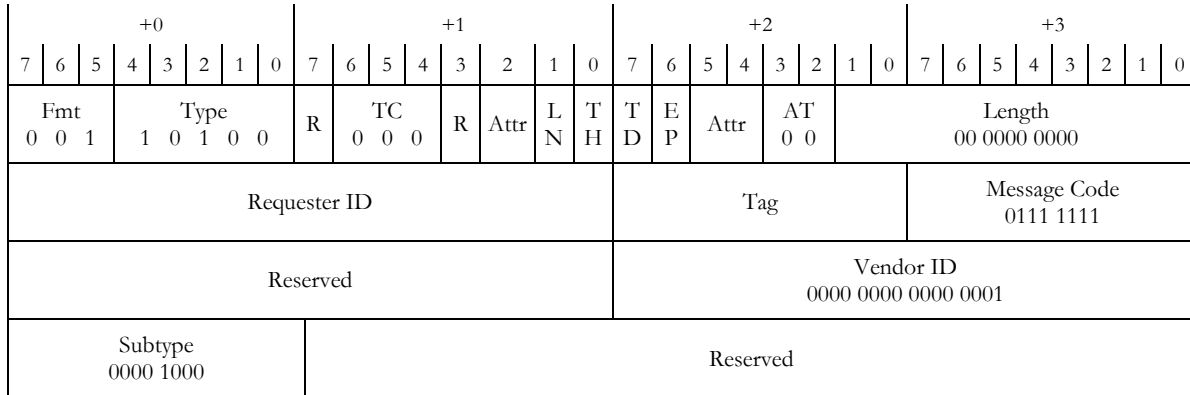 +0 +1 +2 +3
7 6 5 4 3 2 1 0 7 6 5 4 3 2 1 0 7 6 5 4 3 2 1 0 7 6 5 4 3 2 1 0
Fmt Type R TC R Attr L N T H T D E P Attr AT Length
0 0 1 1 0 1 0 0 0 0 0 0 0 00 0000 0000
Requester ID Tag Message Code
0111 1111
Reserved Vendor ID
0000 0000 0000 0001
Subtype Reserved
0000 1000